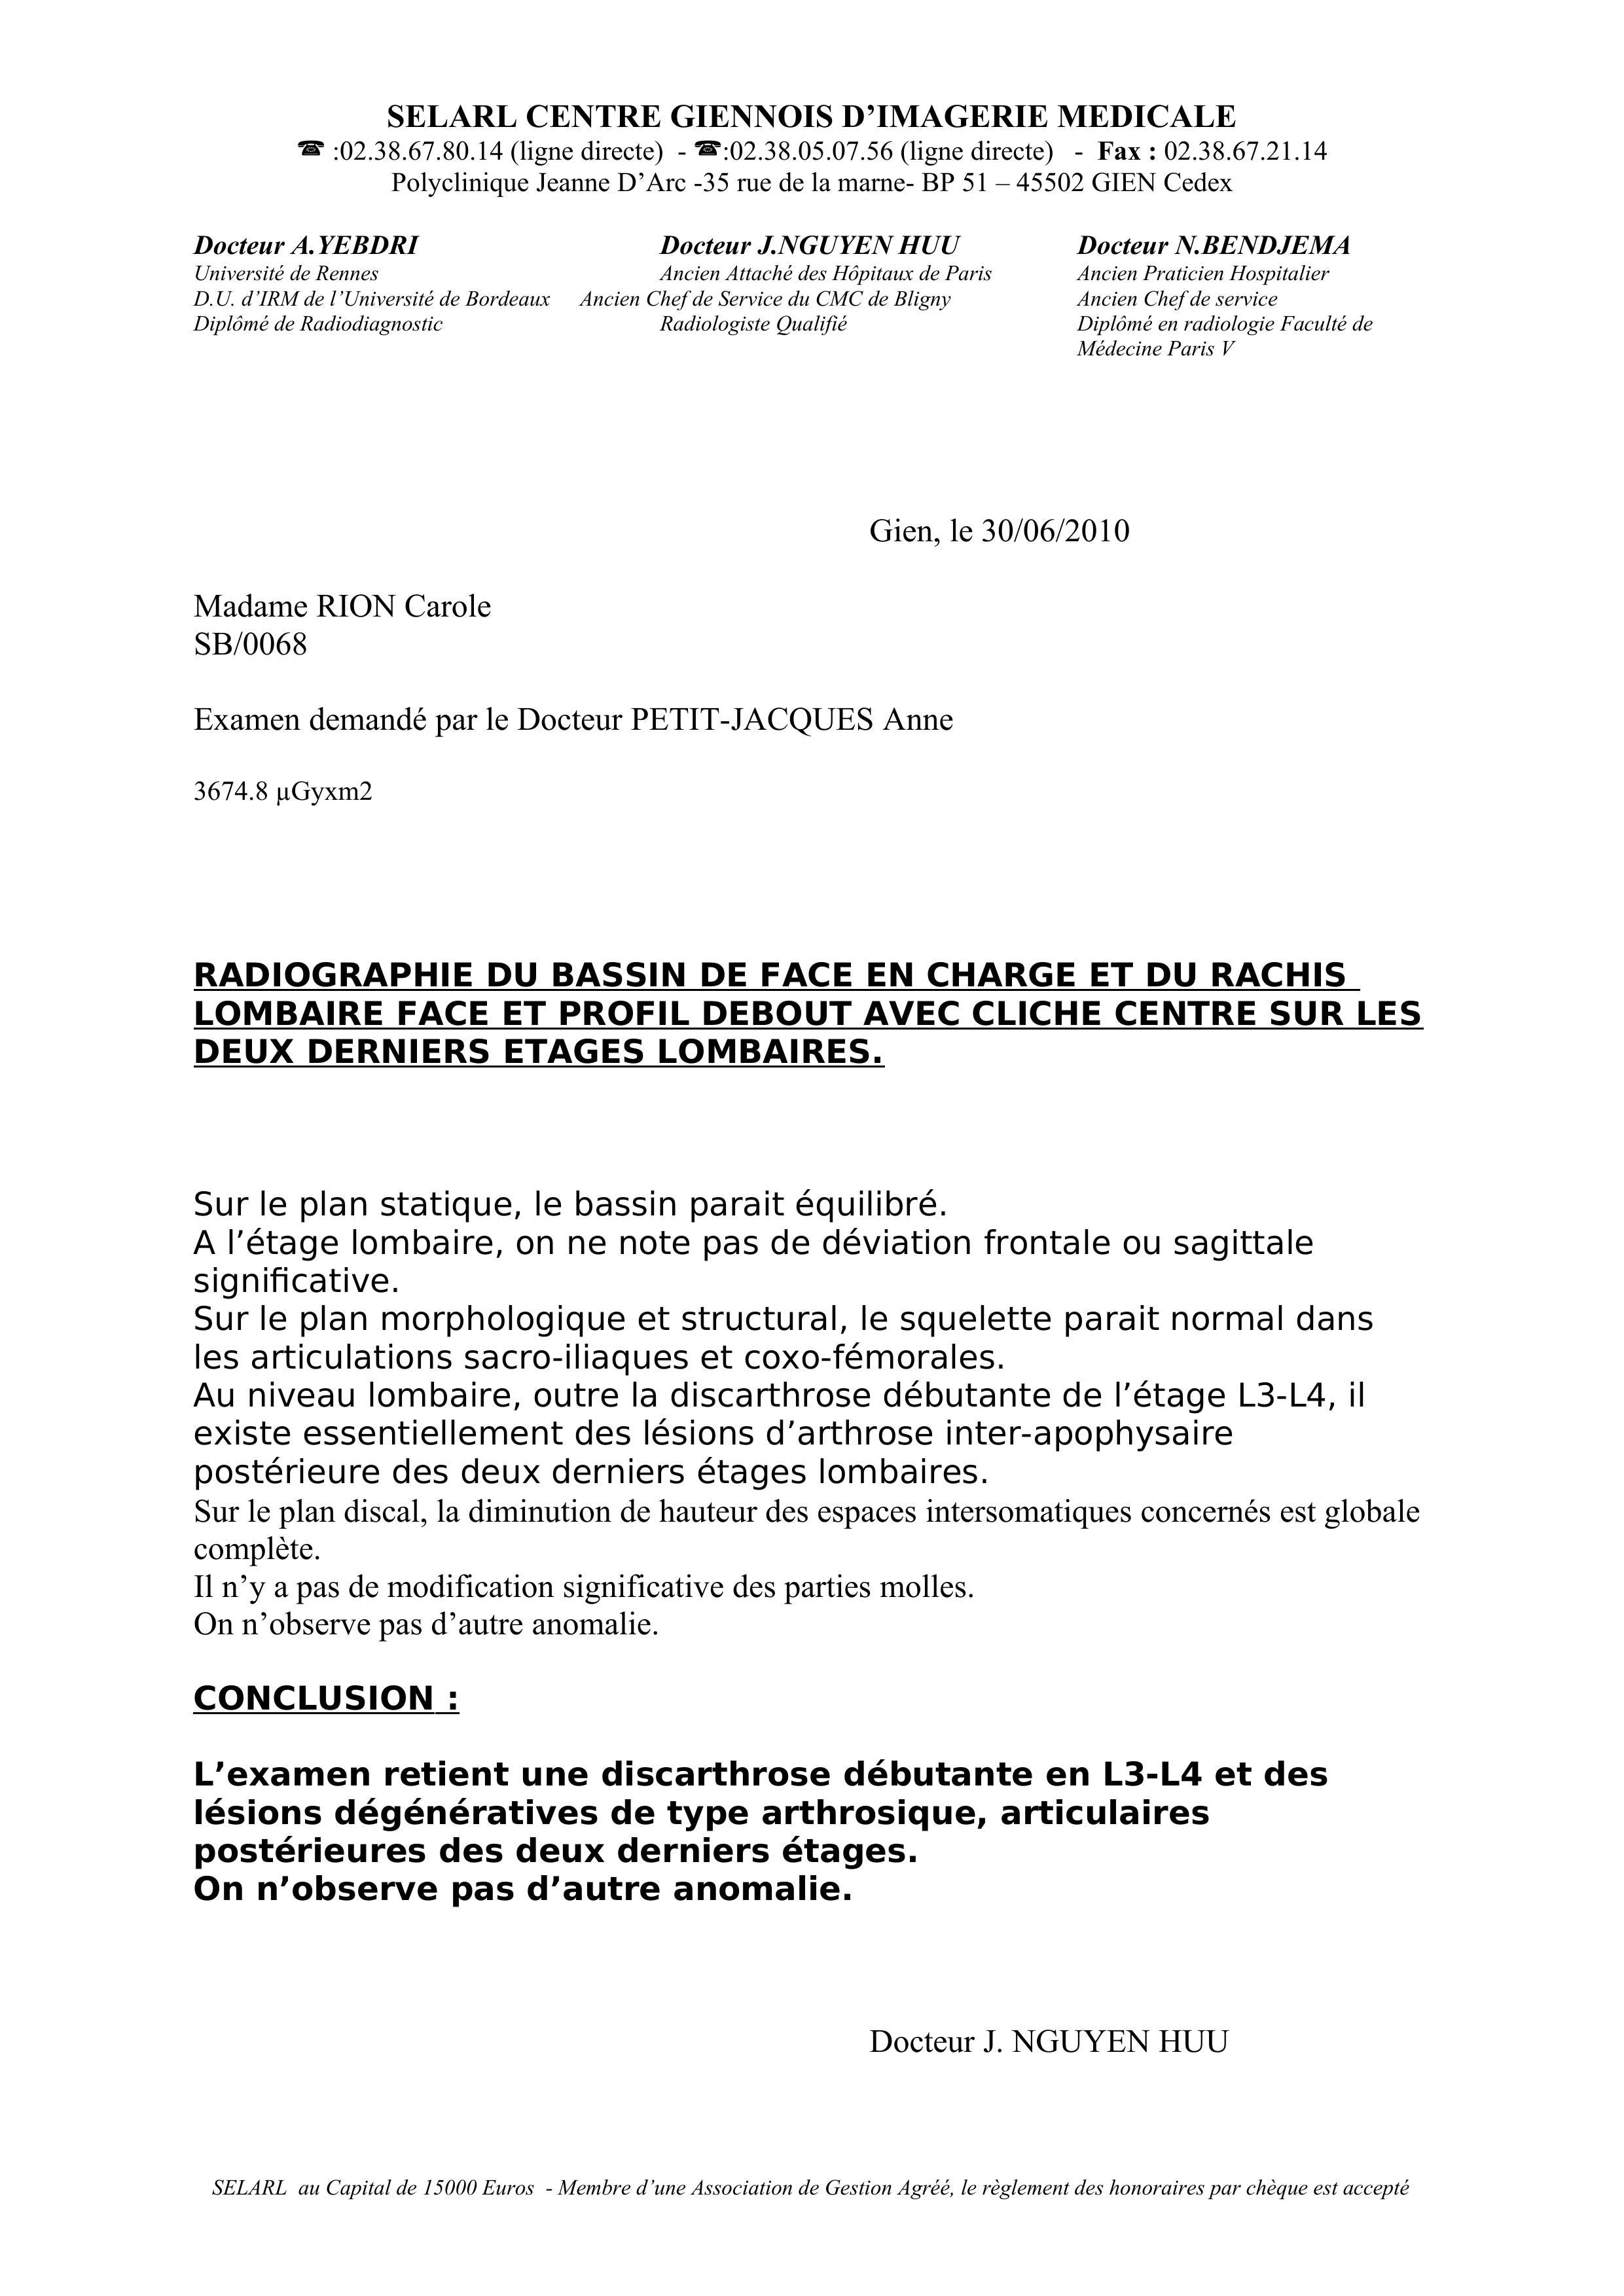 SELARL CENTRE GIENNOIS D’IMAGERIE MEDICALE
☎ :02.38.67.80.14 (ligne directe) - ☎:02.38.05.07.56 (ligne directe) - Fax : 02.38.67.21.14
Polyclinique Jeanne D’Arc -35 rue de la marne- BP 51 – 45502 GIEN Cedex
Docteur A.YEBDRI Docteur J.NGUYEN HUU Docteur N.BENDJEMA
Université de Rennes Ancien Attaché des Hôpitaux de Paris Ancien Praticien Hospitalier
D.U. d’IRM de l’Université de Bordeaux Ancien Chef de Service du CMC de Bligny Ancien Chef de service
Diplômé de Radiodiagnostic Radiologiste Qualifié Diplômé en radiologie Faculté de
Médecine Paris V
Gien, le 30/06/2010
Madame RION Carole
SB/0068
Examen demandé par le Docteur PETIT-JACQUES Anne
3674.8 µGyxm2
RADIOGRAPHIE DU BASSIN DE FACE EN CHARGE ET DU RACHIS
LOMBAIRE FACE ET PROFIL DEBOUT AVEC CLICHE CENTRE SUR LES
DEUX DERNIERS ETAGES LOMBAIRES.
Sur le plan statique, le bassin parait équilibré.
A l’étage lombaire, on ne note pas de déviation frontale ou sagittale
significative.
Sur le plan morphologique et structural, le squelette parait normal dans
les articulations sacro-iliaques et coxo-fémorales.
Au niveau lombaire, outre la discarthrose débutante de l’étage L3-L4, il
existe essentiellement des lésions d’arthrose inter-apophysaire
postérieure des deux derniers étages lombaires.
Sur le plan discal, la diminution de hauteur des espaces intersomatiques concernés est globale
complète.
Il n’y a pas de modification significative des parties molles.
On n’observe pas d’autre anomalie.
CONCLUSION :
L’examen retient une discarthrose débutante en L3-L4 et des
lésions dégénératives de type arthrosique, articulaires
postérieures des deux derniers étages.
On n’observe pas d’autre anomalie.
Docteur J. NGUYEN HUU
SELARL au Capital de 15000 Euros - Membre d’une Association de Gestion Agréé, le règlement des honoraires par chèque est accepté